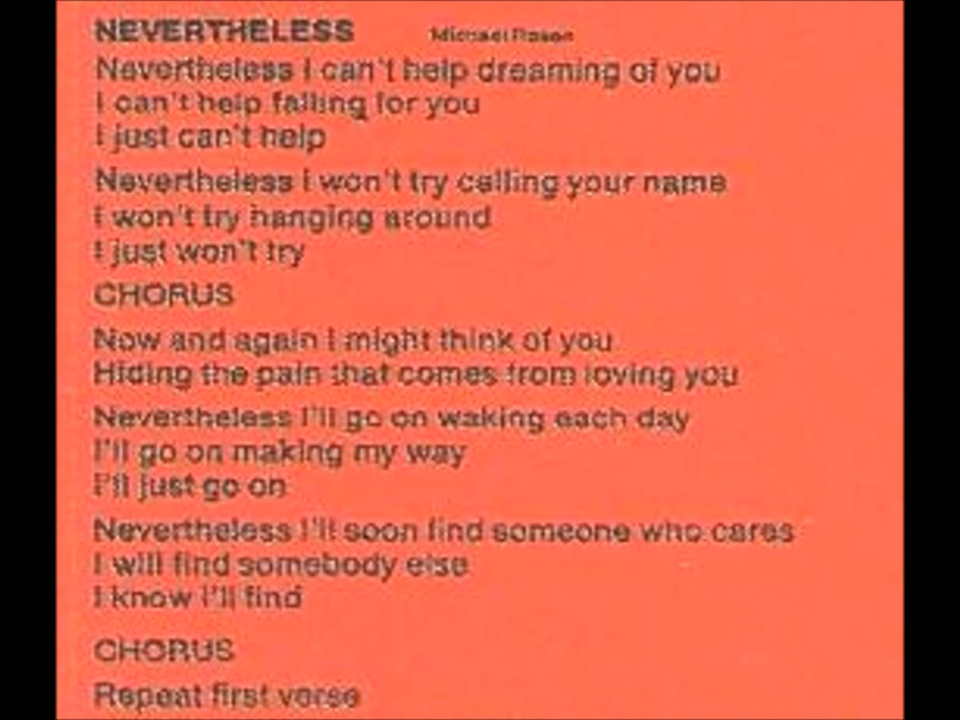 NEVERTHELESS Michael Rosen
Nevertheless I can't help dreaming of you
I can't help falling for you
I just can't help
Nevertheless I won't try calling your name
I won't try hanging around
I just won't try
CHORUS
Now and again I might think of you
Hiding the pain that comes from loving you
Nevertheless I'll go on waking each day
I'll go on making my way
I'll just go on
Nevertheless I'll soon find someone who cares
I will find somebody else
I know I'll find
CHORUS
Repeat first verse